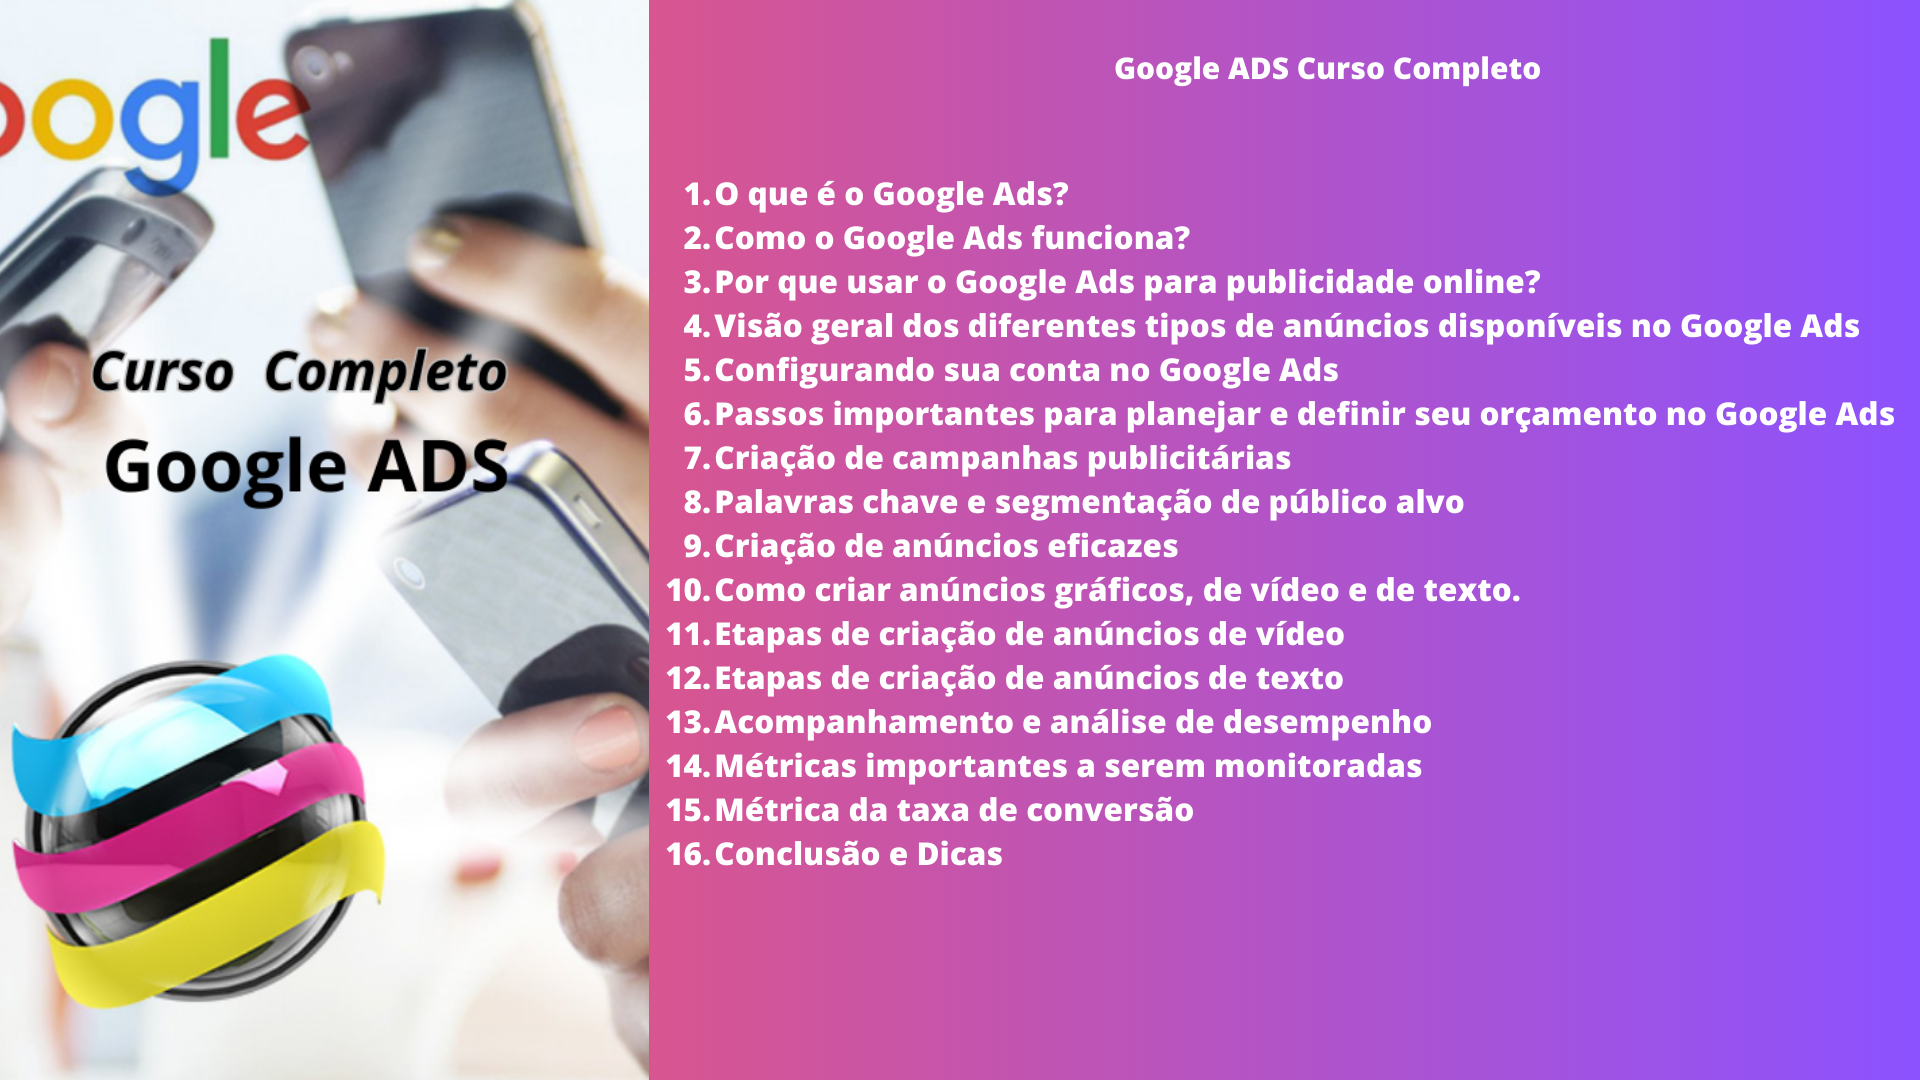 oogle
Curso Completo
Google ADS
Google ADS Curso Completo
1. O que é o Google Ads?
2. Como o Google Ads funciona?
3. Por que usar o Google Ads para publicidade online?
4. Visão geral dos diferentes tipos de anúncios disponíveis no Google Ads
5. Configurando sua conta no Google Ads
6. Passos importantes para planejar e definir seu orçamento no Google Ads
7. Criação de campanhas publicitárias
8. Palavras chave e segmentação de público alvo
9. Criação de anúncios eficazes
10. Como criar anúncios gráficos, de vídeo e de texto.
11. Etapas de criação de anúncios de vídeo
12. Etapas de criação de anúncios de texto
13. Acompanhamento e análise de desempenho
14. Métricas importantes a serem monitoradas
15. Métrica da taxa de conversão
16. Conclusão e Dicas